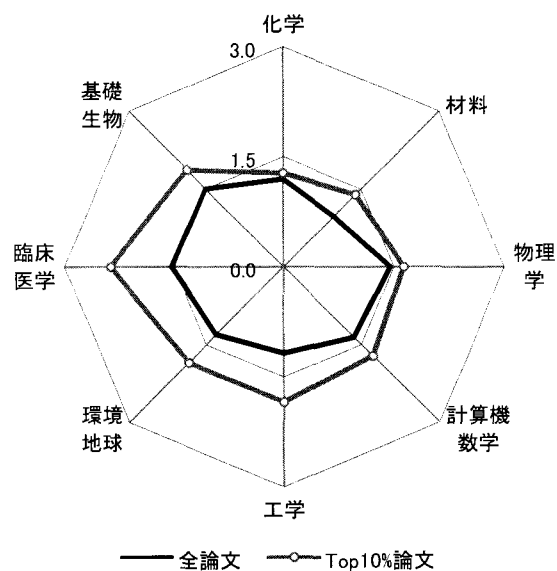 化学
3.0
基礎
生物
材料
1.5
臨床
医学
0.0
物理
学
環境
地球
計算機
数学
工学
全論文
Top10%論文